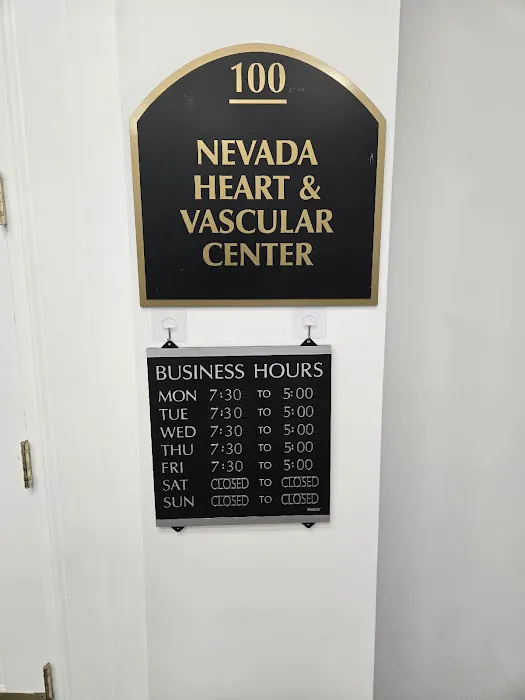 100
NEVADA
HEART &
VASCULAR
CENTER
BUSINESS HOURS
MON 7:30 TO 5:00
TUE 7:30 TO 5:00
WED 7:30 TO 5:00
THU 7:30 TO 5:00
FRI 7:30 TO 5:00
SAT CLOSED TO CLOSED
SUN CLOSED TO CLOSED